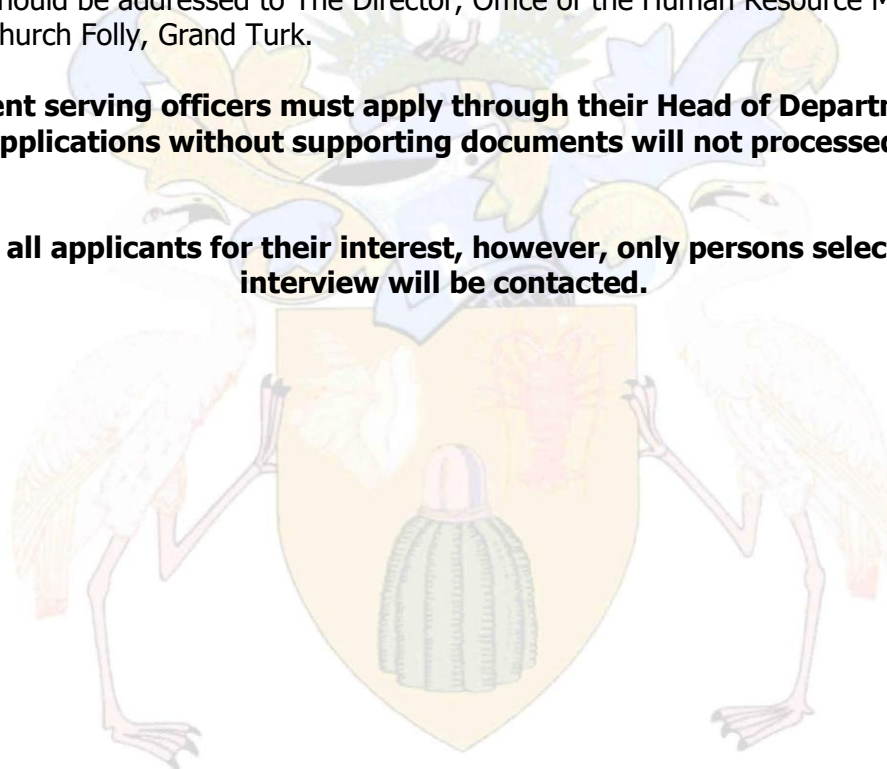 hould be addressed to The Director, Office of the Human Resource M
hurch Folly, Grand Turk.
ent serving officers must apply through their Head of Departm
pplications without supporting documents will not processed
all applicants for their interest, however, only persons selec
interview will be contacted.